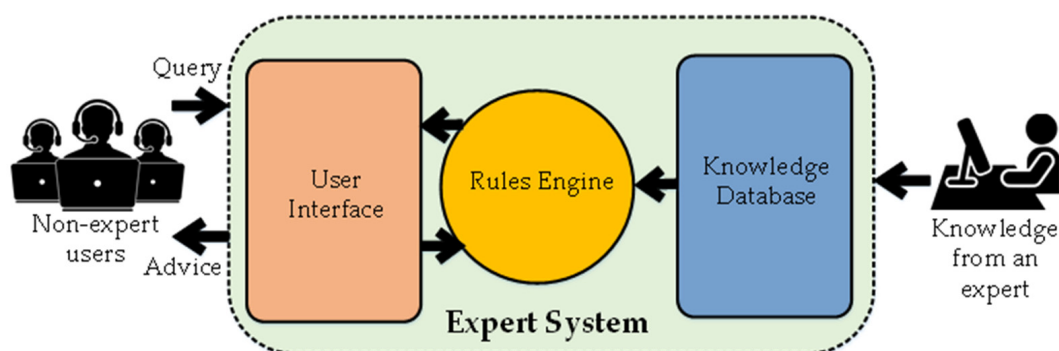 Query
Non-expert
users
Advice
User
Interface
Rules Engine
Knowledge
Database
Expert System
Knowledge
from an
expert